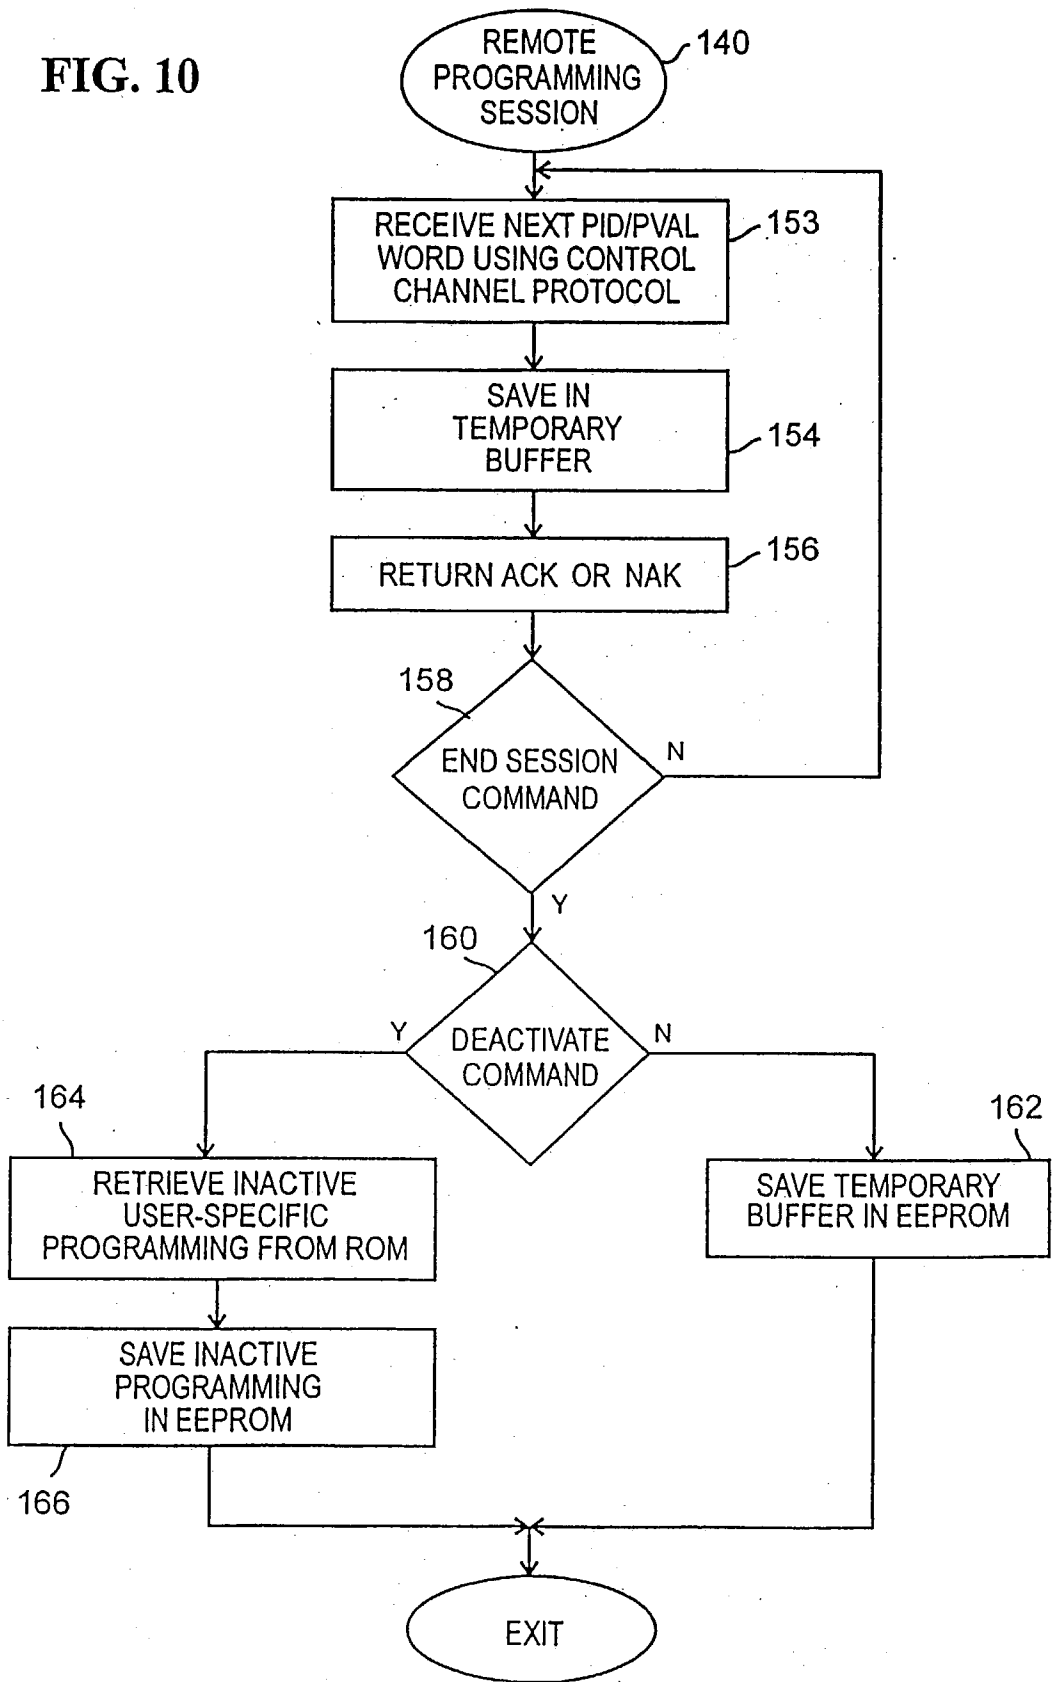 FIG. 10
REMOTE
PROGRAMMING
SESSION
140
RECEIVE NEXT PID/PVAL
WORD USING CONTROL
CHANNEL PROTOCOL
153
SAVE IN
TEMPORARY
BUFFER
154
RETURN ACK OR NAK
156
158
END SESSION
COMMAND
N
Y
160
DEACTIVATE
COMMAND
Y
N
164
RETRIEVE INACTIVE
USER-SPECIFIC
PROGRAMMING FROM ROM
162
SAVE TEMPORARY
BUFFER IN EEPROM
SAVE INACTIVE
PROGRAMMING
IN EEPROM
166
EXIT